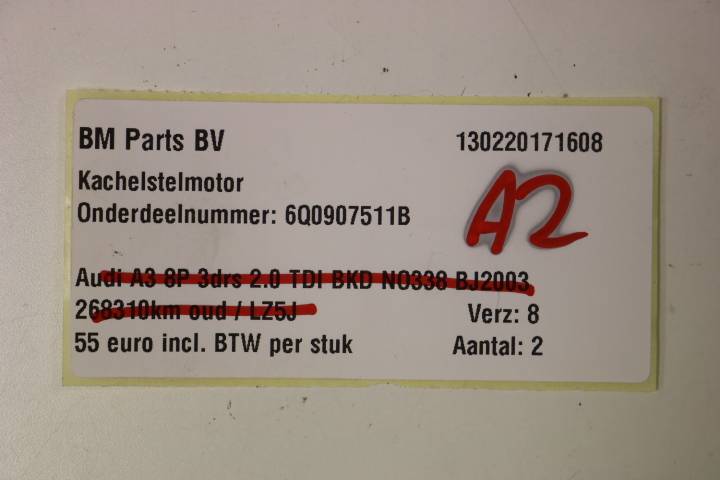 BM Parts BV 130220171608
Kachelstelmotor
Onderdeelnummer: 6Q0907511B
A2
Audi A3 8P 3drs 2.0 TDI BKD NO338 BJ2003
268310km oud / LZ5J Verz: 8
55 euro incl. BTW per stuk Aantal: 2